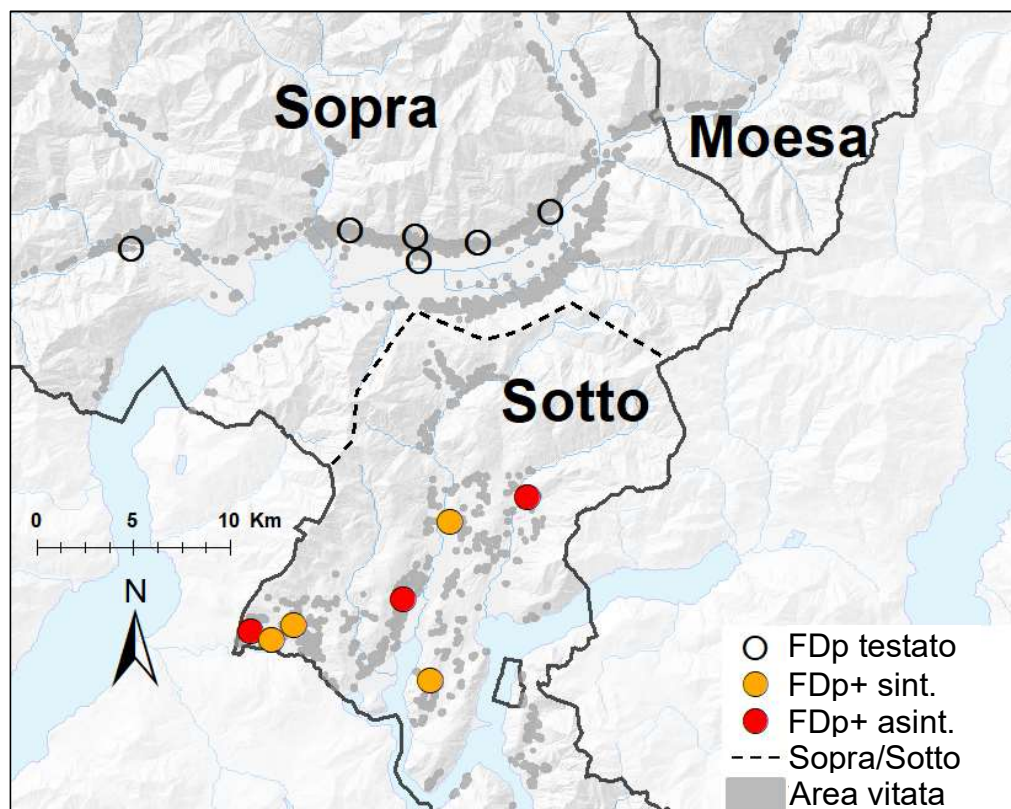 Sopra
Moesa
Sotto
0 5 10 Km
N
FDp testato
FDp+ sint.
FDp+ asint.
Sopra/Sotto
Area vitata